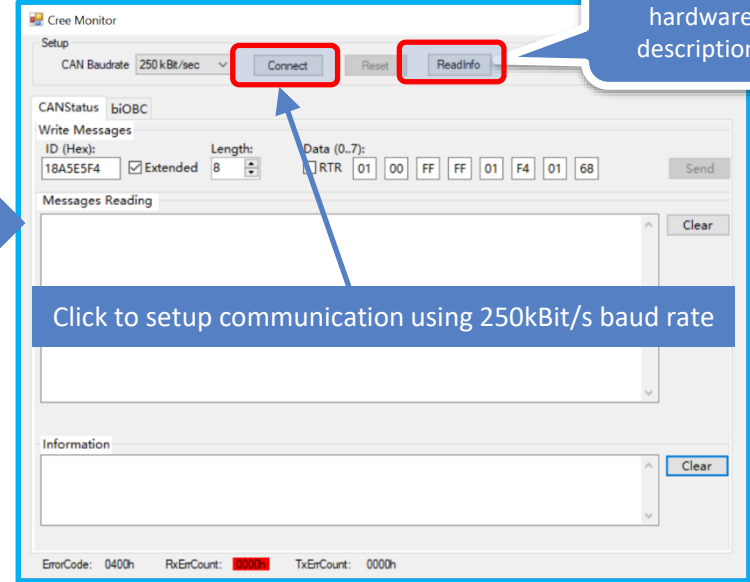 hardware
description
Cree Monitor
Setup
CAN Baudrate 250 kBit/sec Connect Reset ReadInfo
CANStatus biOBC
Write Messages
ID (Hex): Length: Data (0..7):
18A5E5F4 Extended 8 RTR 01 00 FF FF 01 F4 01 68 Send
Messages Reading
Clear
Click to setup communication using 250kBit/s baud rate
Information
Clear
ErrorCode: 0400h RxErrCount: 0000h TxErrCount: 0000h